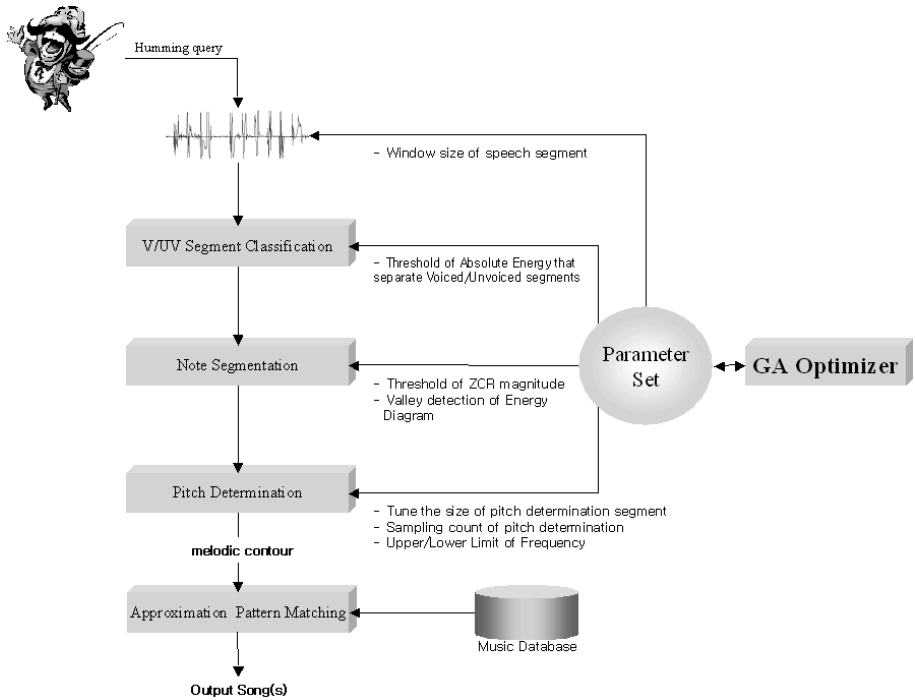 Humming query
- Window size of speech segment
V/UV Segment Classification
- Threshold of Absolute Energy that
separate Voiced/Unvoiced segments
Parameter
Set
GA Optimizer
Note Segmentation
- Threshold of ZCR magnitude
- Valley detection of Energy
Diagram
Pitch Determination
- Tune the size of pitch determination segment
- Sampling count of pitch determination
- Upper/Lower Limit of Frequency
melodic contour
Approximation Pattern Matching
Music Database
Output Song(s)